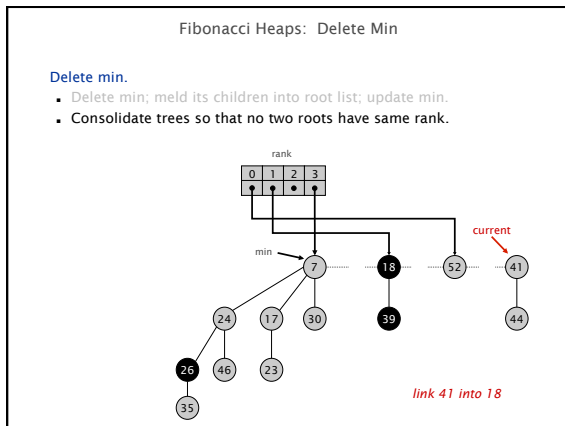 Fibonacci Heaps: Delete Min
Delete min.
Delete min; meld its children into root list; update min.
Consolidate trees so that no two roots have same rank.
rank
0 1 2 3
current
min
7 18 52 41
24 17 30 39 44
26 46 23
link 41 into 18
35